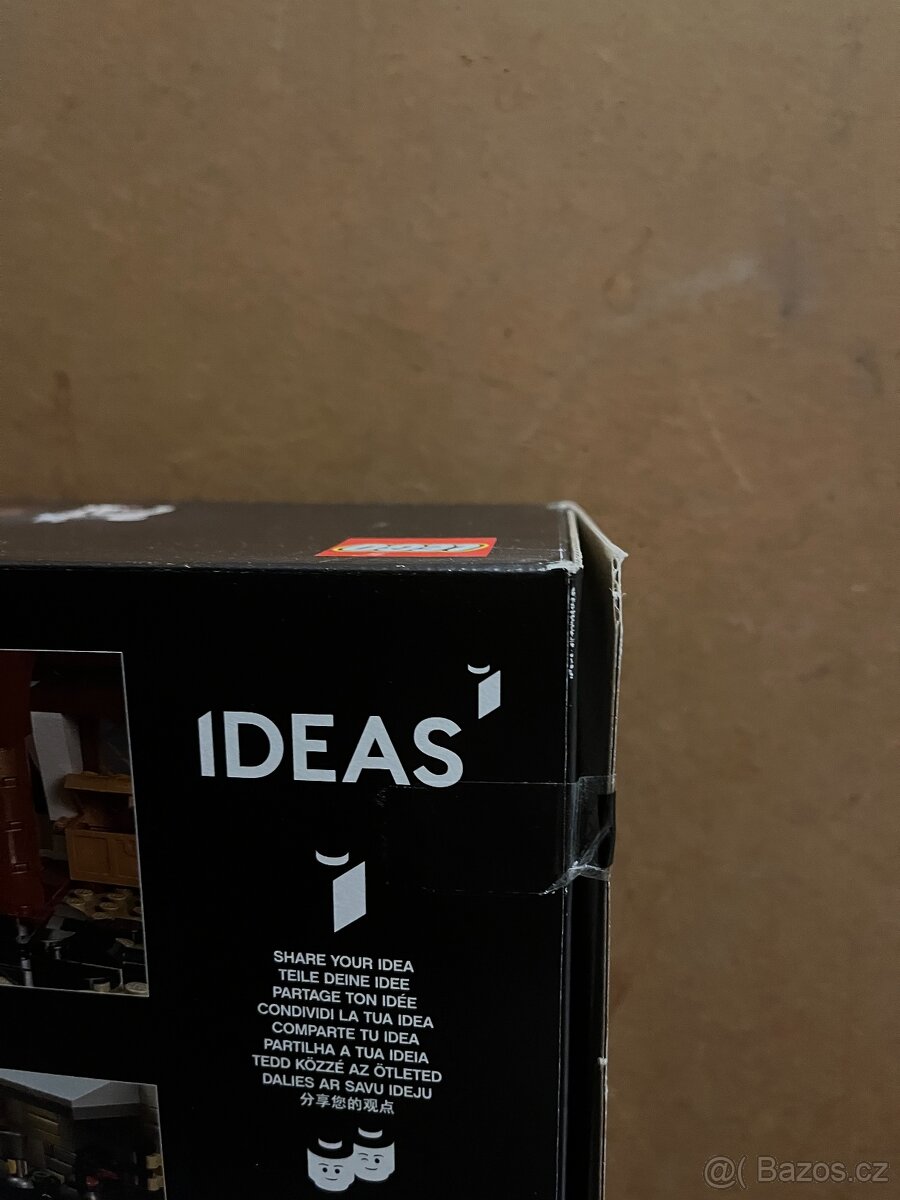 LEGO
IDEAS
SHARE YOUR IDEA
TEILE DEINE IDEE
PARTAGE TON IDÉE
CONDIVIDI LA TUA IDEA
COMPARTE TU IDEA
PARTILHA A TUA IDEIA
TEDD KÖZZÉ AZ ÖTLETED
DALIES AR SAVU IDEJU
分享您的观点
@( Bazos.cz